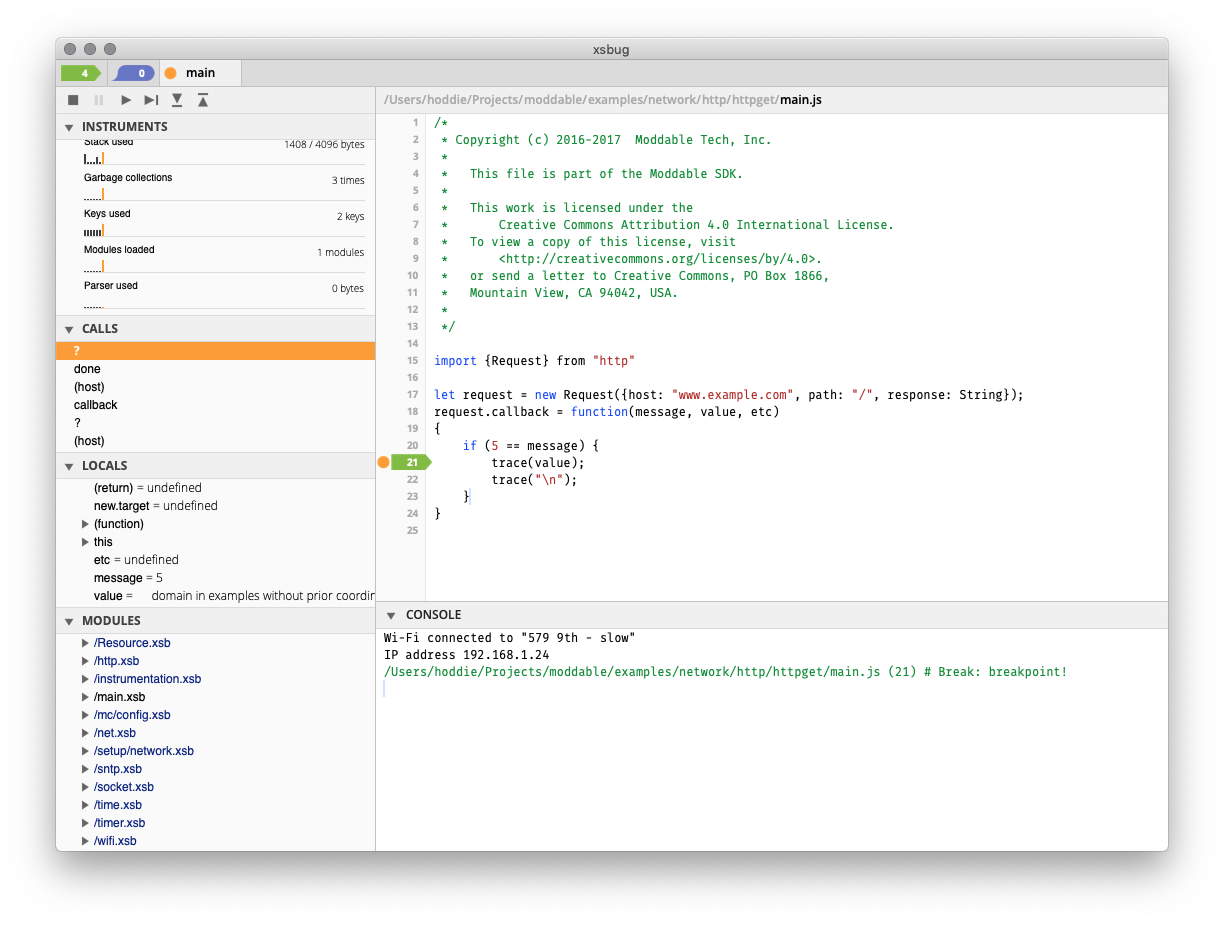 xsbug
4 0 main
/Users/hoddie/Projects/moddable/examples/network/http/httpget/main.js
INSTRUMENTS
Stack used 1408 / 4096 bytes
Garbage collections 3 times
Keys used 2 keys
Modules loaded 1 modules
Parser used 0 bytes
CALLS
?
done
(host)
callback
?
(host)
LOCALS
(return) = undefined
new.target = undefined
(function)
this
etc = undefined
message = 5
value = domain in examples without prior coordin
MODULES
/Resource.xsb
/http.xsb
/instrumentation.xsb
/main.xsb
/mc/config.xsb
/net.xsb
/setup/network.xsb
/sntp.xsb
/socket.xsb
/time.xsb
/timer.xsb
/wifi.xsb
1 /*
2  * Copyright (c) 2016-2017  Moddable Tech, Inc.
3  *
4  *   This file is part of the Moddable SDK.
5  *
6  *   This work is licensed under the
7  *       Creative Commons Attribution 4.0 International License.
8  *   To view a copy of this license, visit
9  *       <http://creativecommons.org/licenses/by/4.0>.
10  *   or send a letter to Creative Commons, PO Box 1866,
11  *   Mountain View, CA 94042, USA.
12  *
13  */
14
15 import {Request} from "http"
16
17 let request = new Request({host: "www.example.com", path: "/", response: String});
18 request.callback = function(message, value, etc)
19 {
20     if (5 == message) {
21         trace(value);
22         trace("\n");
23     }
24 }
25
CONSOLE
Wi-Fi connected to "579 9th - slow"
IP address 192.168.1.24
/Users/hoddie/Projects/moddable/examples/network/http/httpget/main.js (21) # Break: breakpoint!